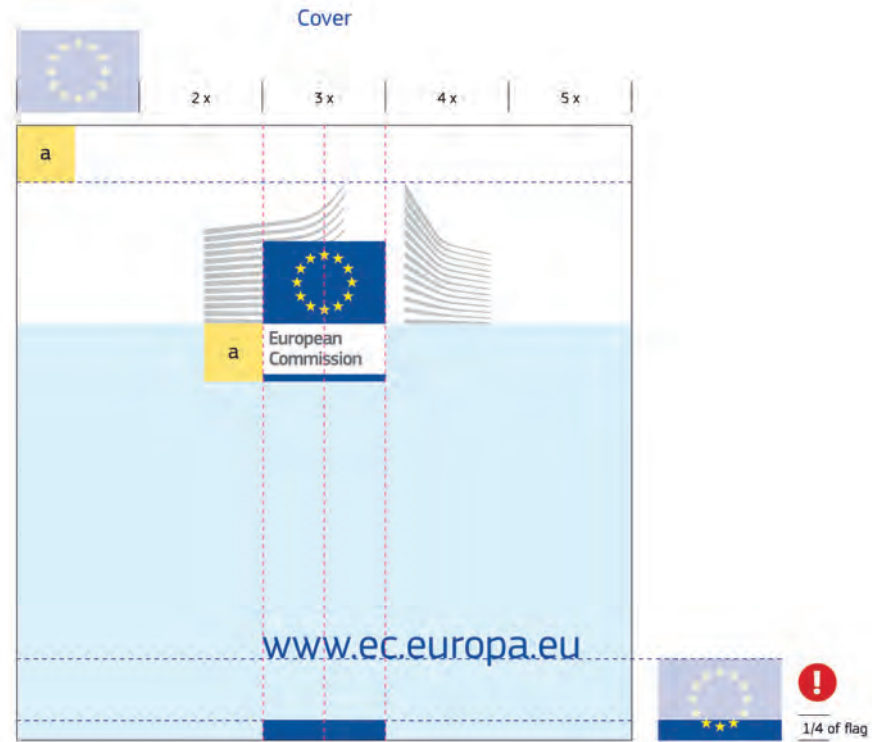 Cover
2 x 3 x 4 x 5 x
a
a
European
Commission
www.ec.europa.eu
!
1/4 of flag